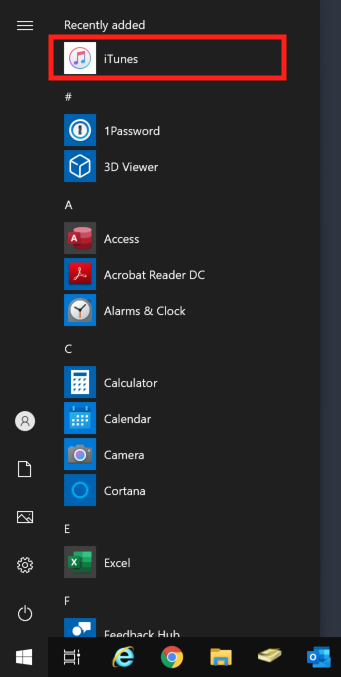 Recently added
iTunes
#
1Password
3D Viewer
A
Access
Acrobat Reader DC
Alarms & Clock
C
Calculator
Calendar
Camera
Cortana
E
Excel
F
Feedback Hub